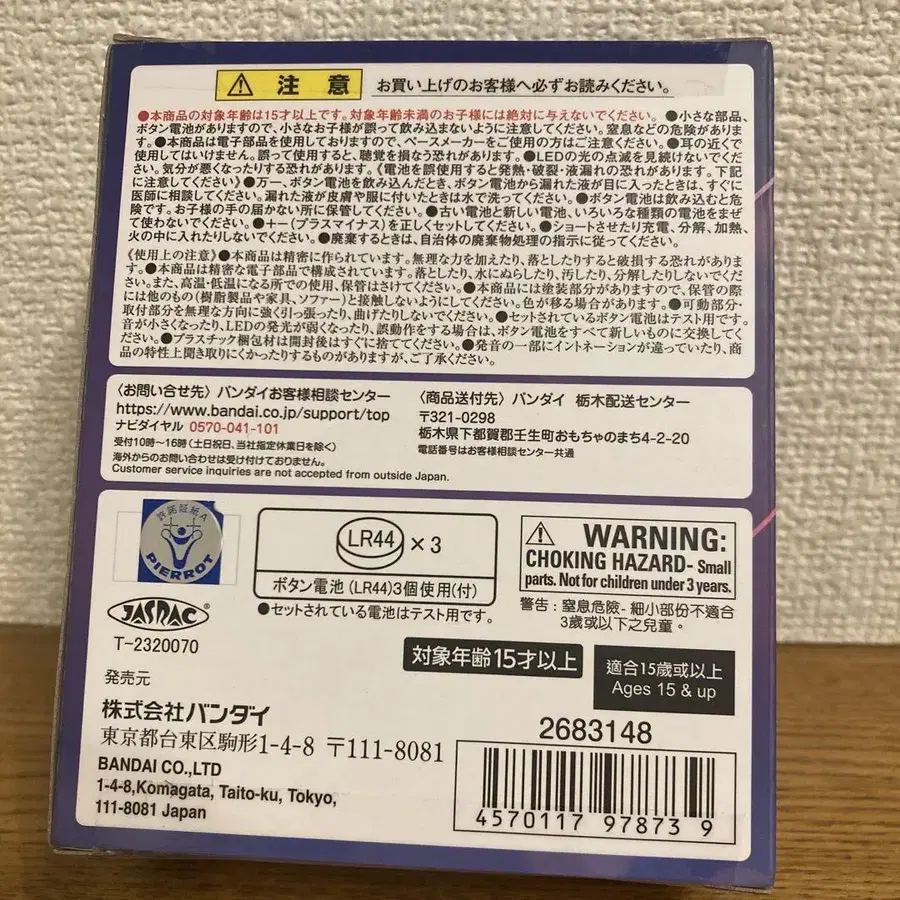 注意 お買い上げのお客様へ必ずお読みください。
●本商品の対象年齢は15才以上です。対象年齢未満のお子様には絶対に与えないでください。●小さな部品、
ボタン電池がありますので、小さなお子様が誤って飲み込まないように注意してください。窒息などの危険がありま
す。●本商品は電子部品を使用しておりますので、ペースメーカーをご使用の方はご注意ください。●耳の近くで
使用してはいけません。誤って使用すると、聴覚を損なう恐れがあります。●LEDの光の点滅を見続けないでくだ
さい。気分が悪くなったりする恐れがあります。《電池を誤使用すると発熱・破裂・液漏れの恐れがあります。下記
に注意してください》●万一、ボタン電池を飲み込んだとき、ボタン電池から漏れた液が目に入ったときは、すぐに
医師に相談してください。漏れた液が皮膚や服に付いたときは水で洗ってください。●ボタン電池は飲み込むと危
険です。お子様の手の届かない所に保管してください。●古い電池と新しい電池、いろいろな種類の電池をまぜ
て使わないでください。●+-(プラスマイナス)を正しくセットしてください。●ショートさせたり充電、分解、加熱、
火の中に入れたりしないでください。●廃棄するときは、自治体の廃棄物処理の指示に従ってください。
《使用上の注意》●本商品は精密に作られています。無理な力を加えたり、落としたりすると破損する恐れがありま
す。●本商品は精密な電子部品で構成されています。落としたり、水にぬらしたり、汚したり、分解したりしないでくだ
さい。また、高温・低温になる所での使用、保管はさけてください。●本商品には塗装部分がありますので、保管の際
には他のもの(樹脂製品や家具、ソファー)と接触しないようにしてください。色が移る場合があります。●可動部分・
取付部分を無理な方向に強く引っ張ったり、曲げたりしないでください。●セットされているボタン電池はテスト用です。
音が小さくなったり、LEDの発光が弱くなったり、誤動作をする場合は、ボタン電池をすべて新しいものに交換してく
ださい。●プラスチック梱包材は開封後はすぐに捨ててください。●発音の一部にイントネーションが違っていたり、商
品の特性上聞き取りにくかったりするものがありますが、ご了承ください。
〈お問い合せ先〉バンダイお客様相談センター
https://www.bandai.co.jp/support/top
ナビダイヤル 0570-041-101
受付10時〜16時(土日祝日、当社指定休業日を除く)
海外からのお問い合わせは受け付けておりません。
Customer service inquiries are not accepted from outside Japan.
〈商品送付先〉バンダイ 栃木配送センター
〒321-0298
栃木県下都賀郡壬生町おもちゃのまち4-2-20
電話番号はお客様相談センター共通
許諾証紙A
PIERROT
LR44 ×3
ボタン電池(LR44)3個使用(付)
●セットされている電池はテスト用です。
WARNING:
CHOKING HAZARD- Small
parts. Not for children under 3 years.
警告:窒息危險-細小部份不適合
3歲或以下之兒童。
JASRAC
T-2320070
対象年齢15才以上
適合15歲或以上
Ages 15 & up
発売元
株式会社バンダイ
東京都台東区駒形1-4-8 〒111-8081
BANDAI CO.,LTD
1-4-8,Komagata, Taito-ku, Tokyo,
111-8081 Japan
2683148
4570117 97873 9